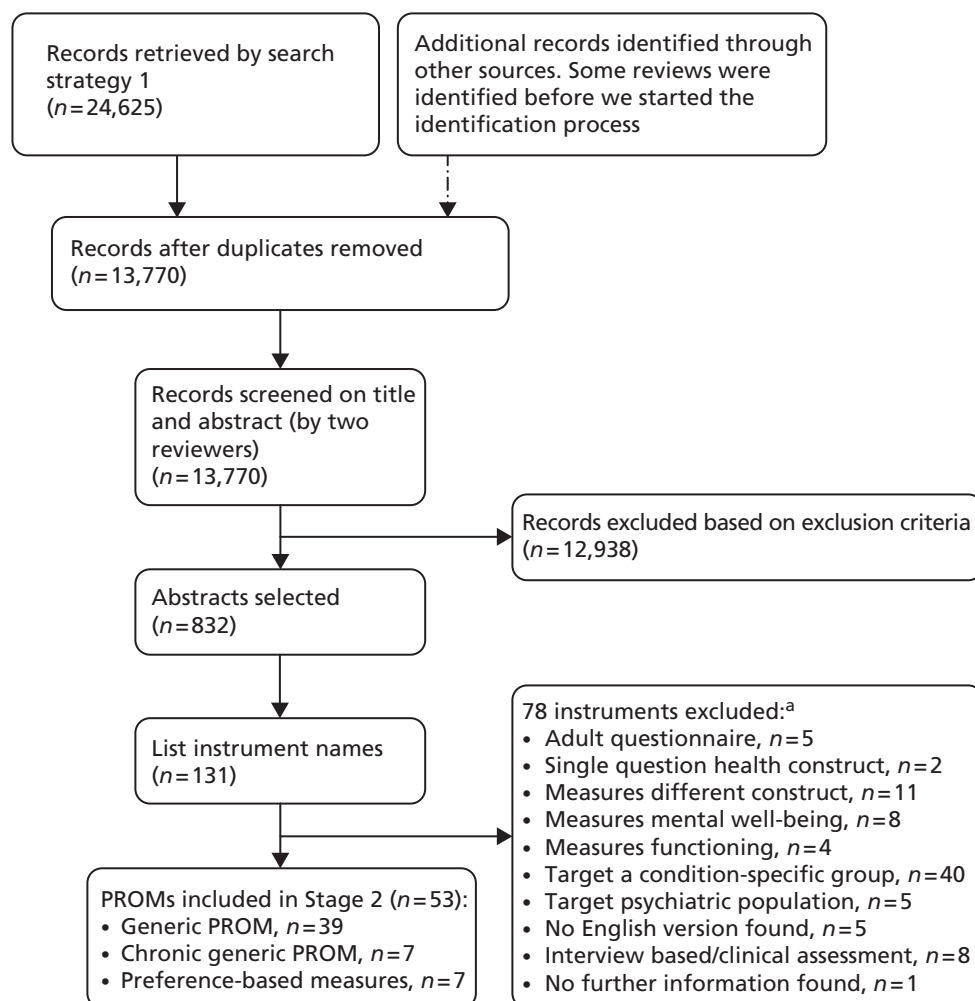 Records retrieved by search
strategy 1
(n=24,625)
Additional records identified through
other sources. Some reviews were
identified before we started the
identification process
Records after duplicates removed
(n=13,770)
Records screened on title
and abstract (by two
reviewers)
(n=13,770)
Records excluded based on exclusion criteria
(n=12,938)
Abstracts selected
(n=832)
List instrument names
(n=131)
78 instruments excluded:a
• Adult questionnaire, n=5
• Single question health construct, n=2
• Measures different construct, n=11
• Measures mental well-being, n=8
• Measures functioning, n=4
• Target a condition-specific group, n=40
• Target psychiatric population, n=5
• No English version found, n=5
• Interview based/clinical assessment, n=8
• No further information found, n=1
PROMs included in Stage 2 (n=53):
• Generic PROM, n=39
• Chronic generic PROM, n=7
• Preference-based measures, n=7